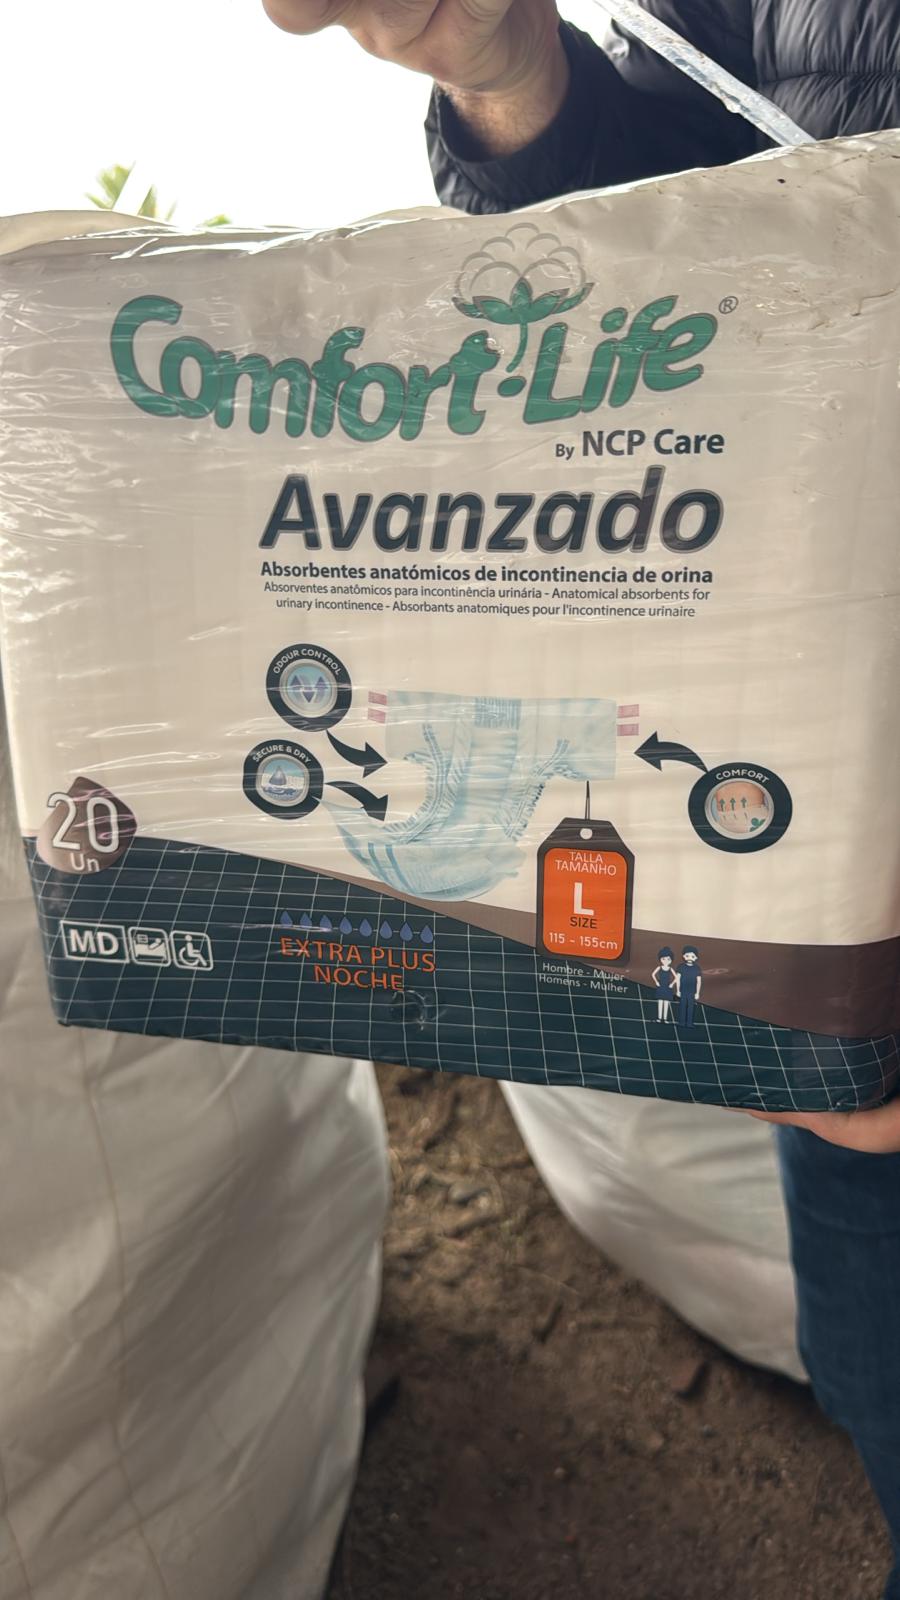 Comfort-Life®
By NCP Care
Avanzado
Absorbentes anatómicos de incontinencia de orina
Absorventes anatômicos para incontinência urinária - Anatomical absorbents for
urinary incontinence - Absorbants anatomiques pour l'incontinence urinaire
ODOUR CONTROL
SECURE & DRY
COMFORT
20
Un
TALLA
TAMANHO
L
SIZE
115 - 155cm
MD
EXTRA PLUS
NOCHE
Hombre - Mujer
Homens - Mulher